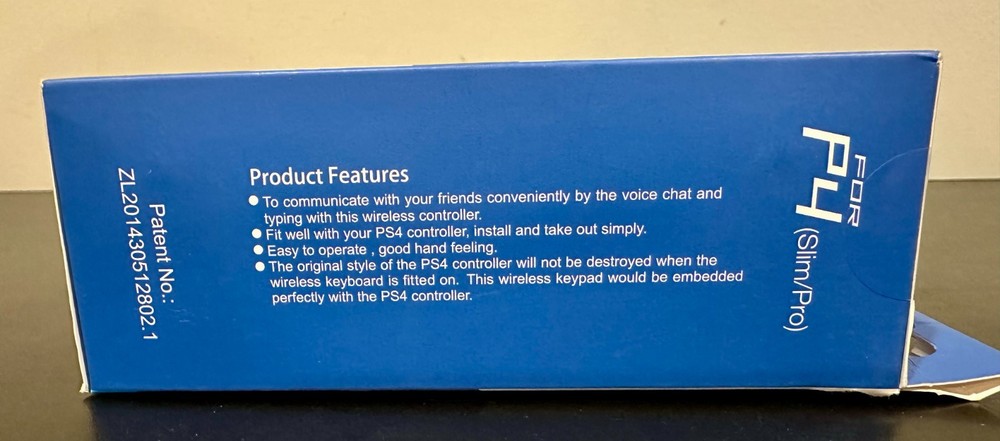 Product Features
● To communicate with your friends conveniently by the voice chat and
typing with this wireless controller.
● Fit well with your PS4 controller, install and take out simply.
● Easy to operate , good hand feeling.
● The original style of the PS4 controller will not be destroyed when the
wireless keyboard is fitted on. This wireless keypad would be embedded
perfectly with the PS4 controller.
Patent No.:
ZL201430512802.1
FOR
P4 (Slim/Pro)